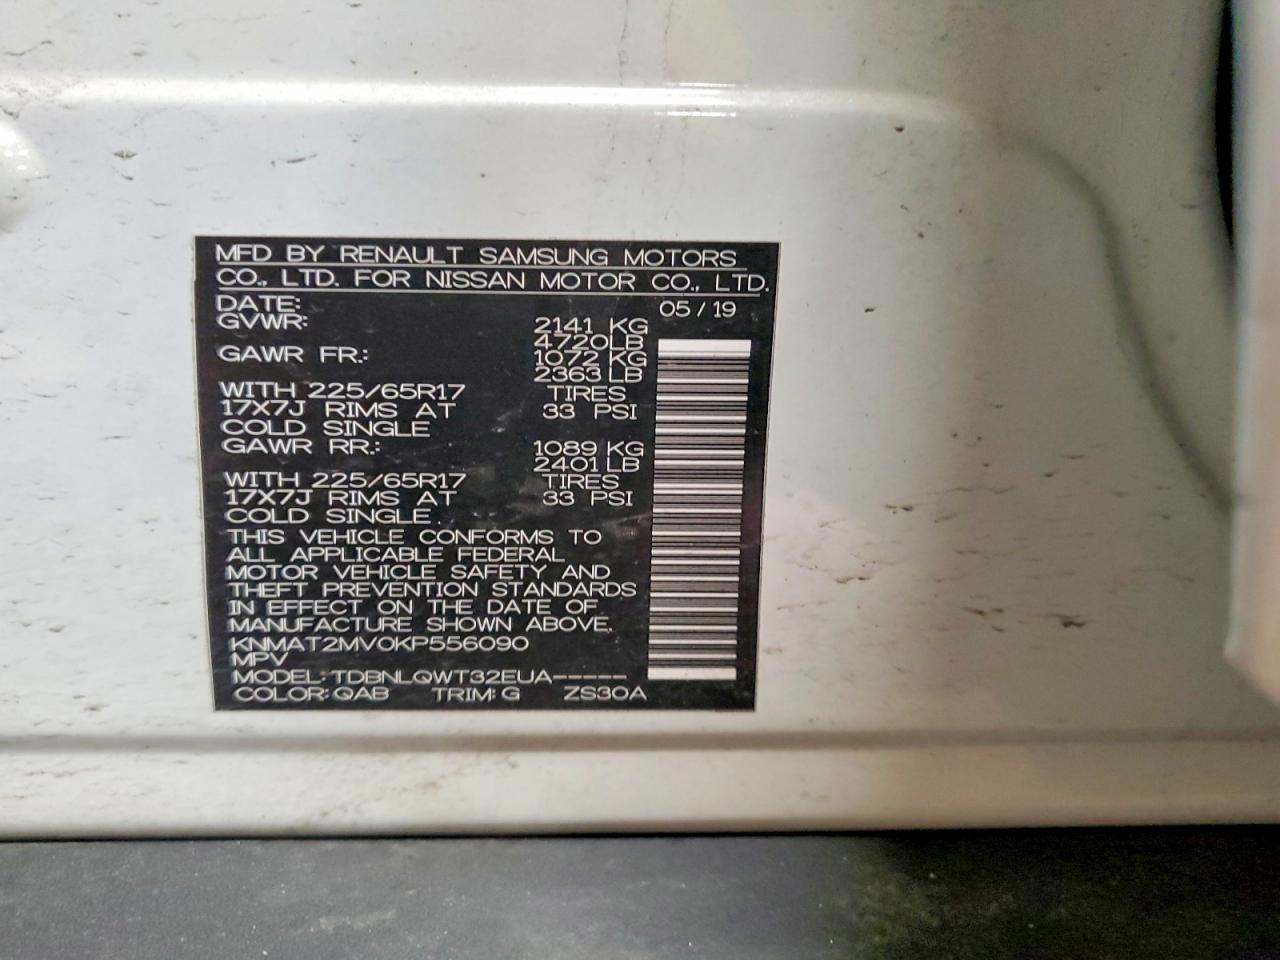 MFD BY RENAULT SAMSUNG MOTORS
CO., LTD. FOR NISSAN MOTOR CO., LTD.
DATE: 05 / 19
GVWR: 2141 KG
4720LB
GAWR FR.: 1072 KG
2363 LB
WITH 225/65R17 TIRES
17X7J RIMS AT 33 PSI
COLD SINGLE
GAWR RR.: 1089 KG
2401 LB
WITH 225/65R17 TIRES
17X7J RIMS AT 33 PSI
COLD SINGLE
THIS VEHICLE CONFORMS TO
ALL APPLICABLE FEDERAL
MOTOR VEHICLE SAFETY AND
THEFT PREVENTION STANDARDS
IN EFFECT ON THE DATE OF
MANUFACTURE SHOWN ABOVE.
KNMAT2MV0KP556090
MPV
MODEL: TDBNLQWT32EUA-----
COLOR: QAB TRIM: G ZS30A